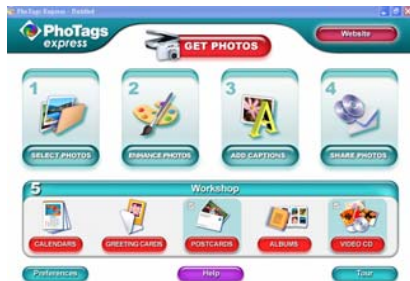 PhoTags Express - Untitled
PhoTags
express
GET PHOTOS
Website
1
2
3
4
SELECT PHOTOS
ENHANCE PHOTOS
ADD CAPTIONS
SHARE PHOTOS
5
Workshop
CALENDARS
GREETING CARDS
POSTCARDS
ALBUMS
VIDEO CD
Preferences
Help
Tour